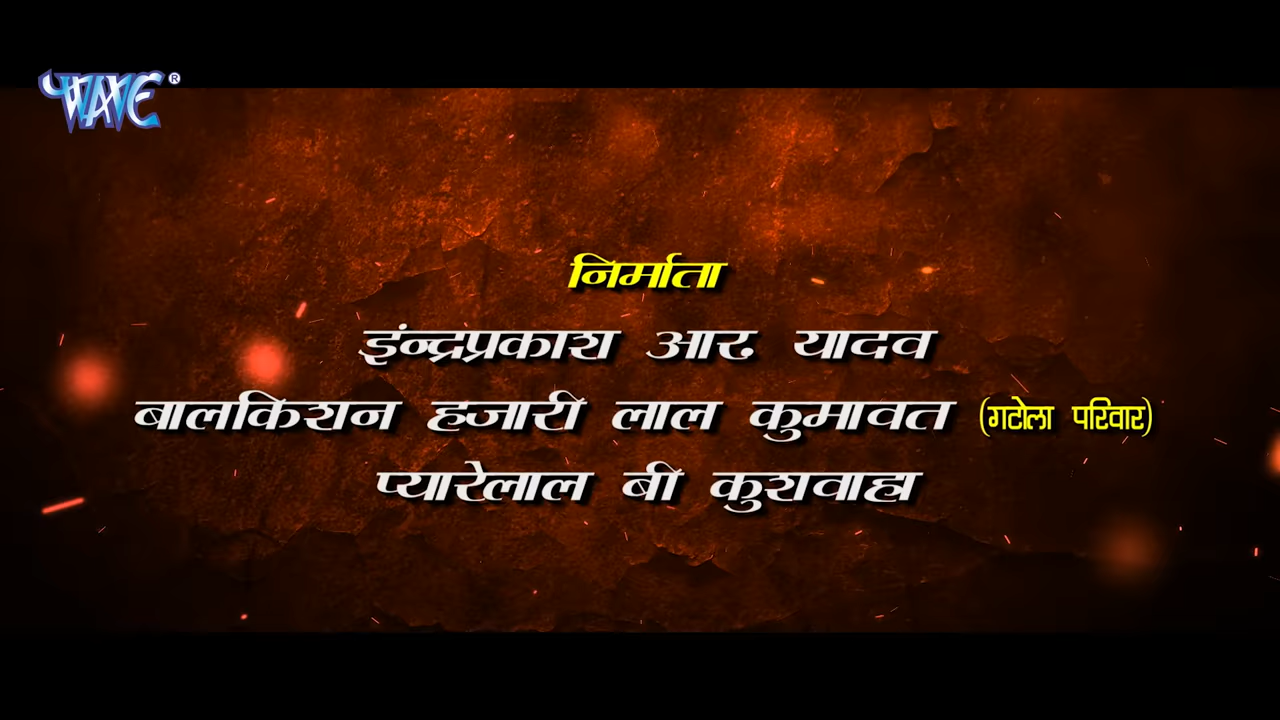 WAVE®
निर्माता
इंन्द्रप्रकाश आर. यादव
बालकिशन हजारी लाल कुमावत (गटोला परिवार)
प्यारेलाल बी कुशवाहा